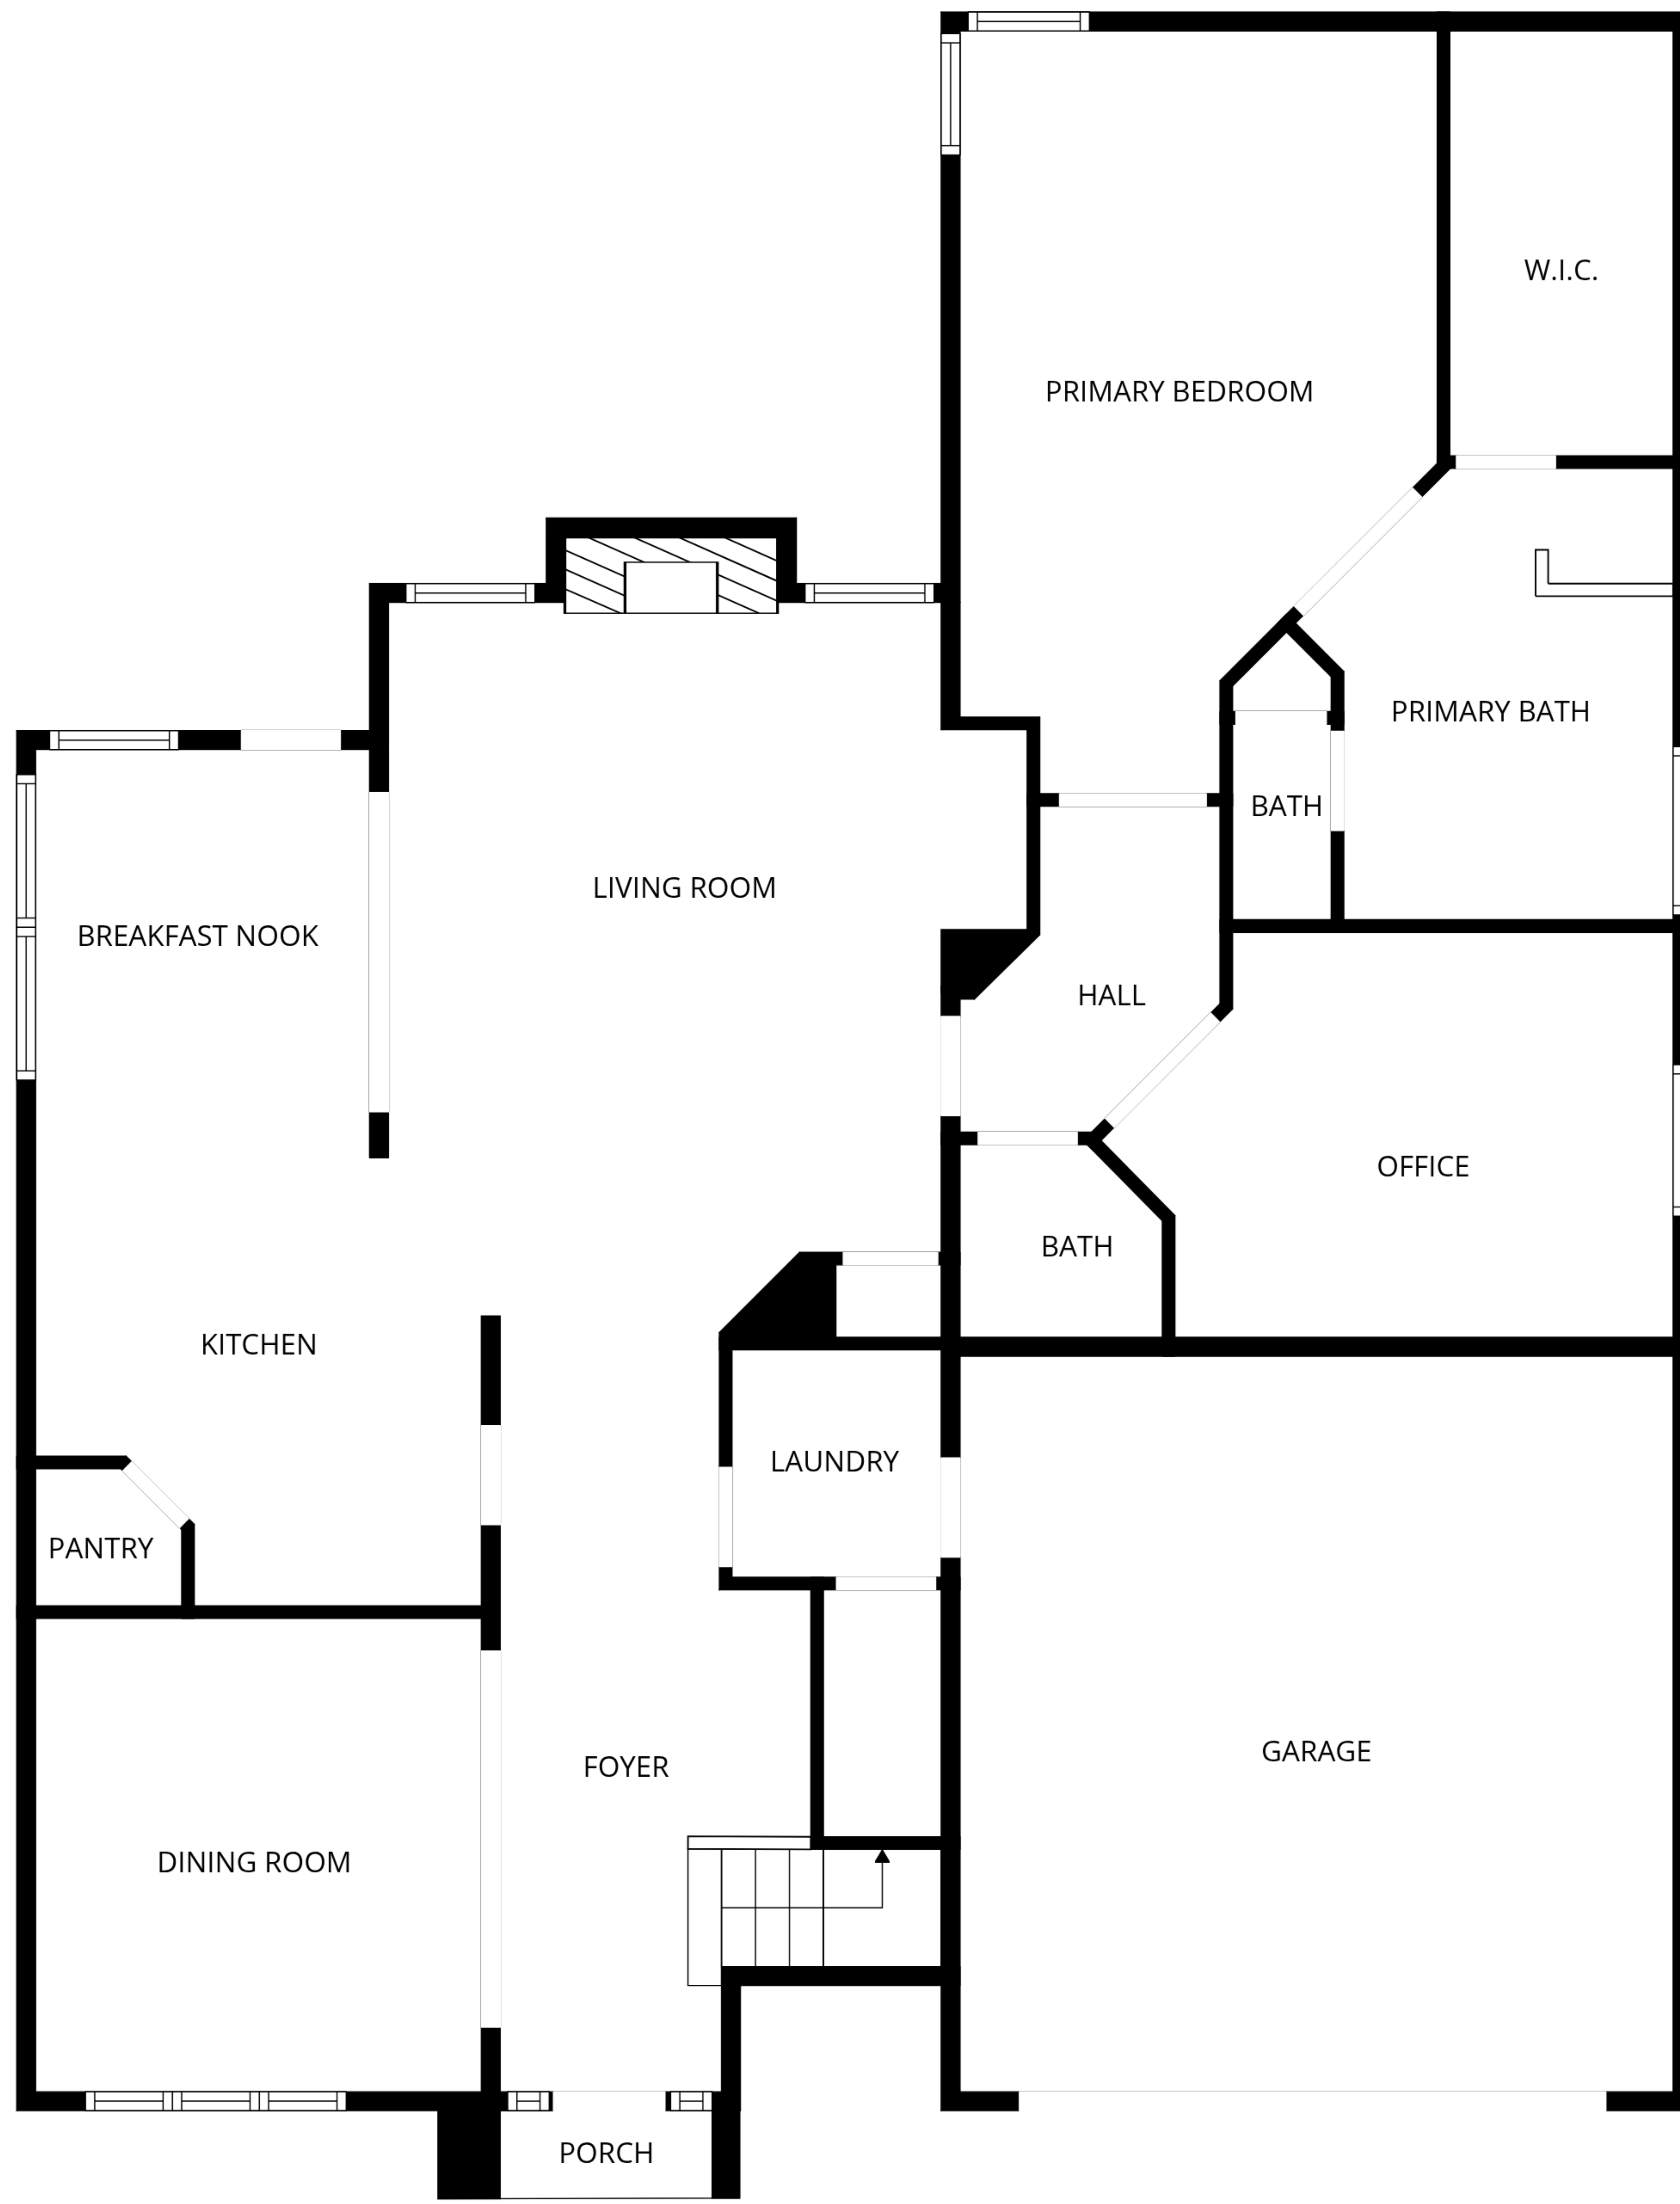 W.I.C.
PRIMARY BEDROOM
PRIMARY BATH
BATH
LIVING ROOM
BREAKFAST NOOK
HALL
OFFICE
BATH
KITCHEN
LAUNDRY
PANTRY
GARAGE
FOYER
DINING ROOM
PORCH